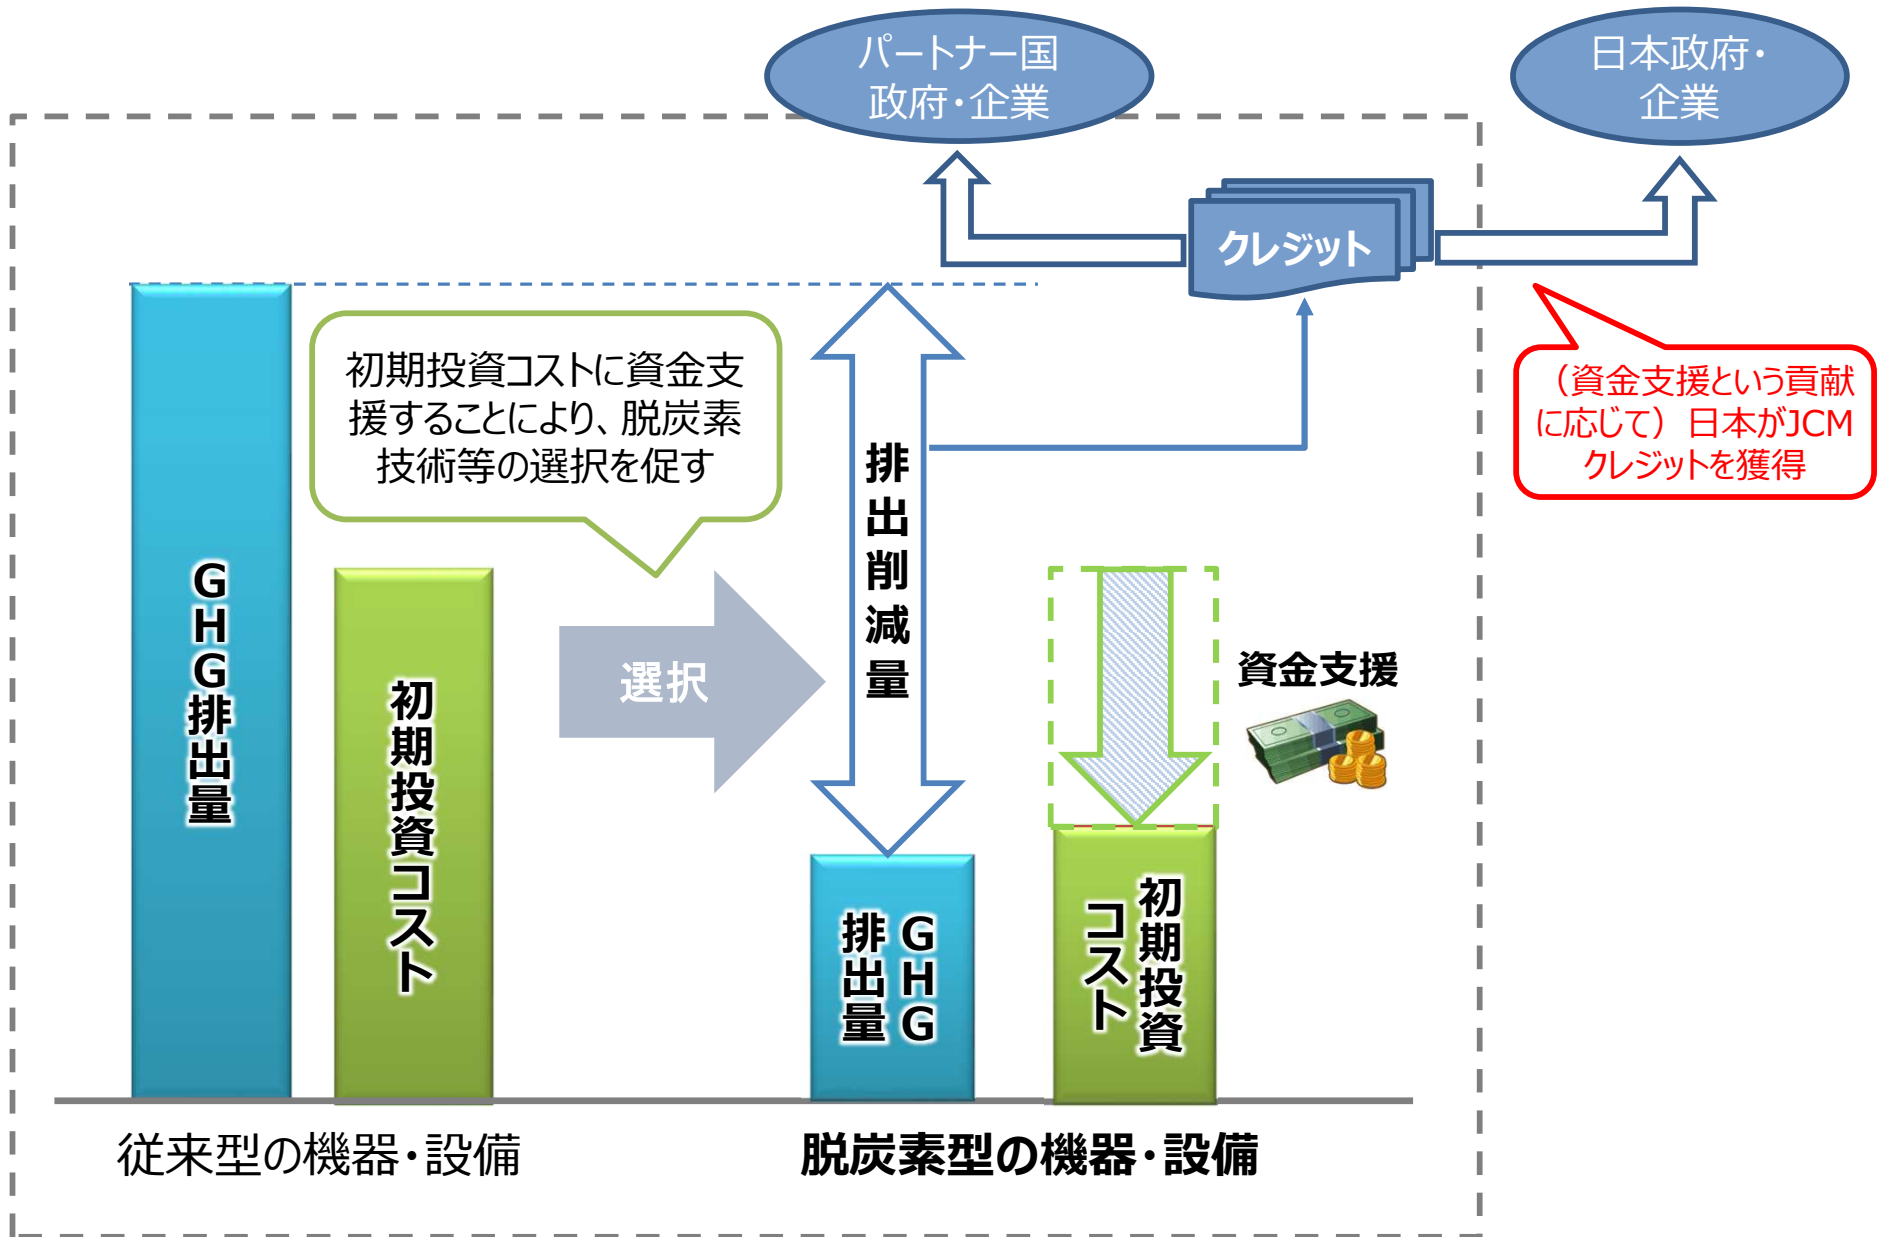 パートナー国
政府・企業
日本政府・
企業
クレジット
初期投資コストに資金支
援することにより、脱炭素
技術等の選択を促す
（資金支援という貢献
に応じて）日本がJCM
クレジットを獲得
GHG排出量
初期投資コスト
選択
排出削減量
資金支援
GHG
排出量
初期投資
コスト
従来型の機器・設備
脱炭素型の機器・設備